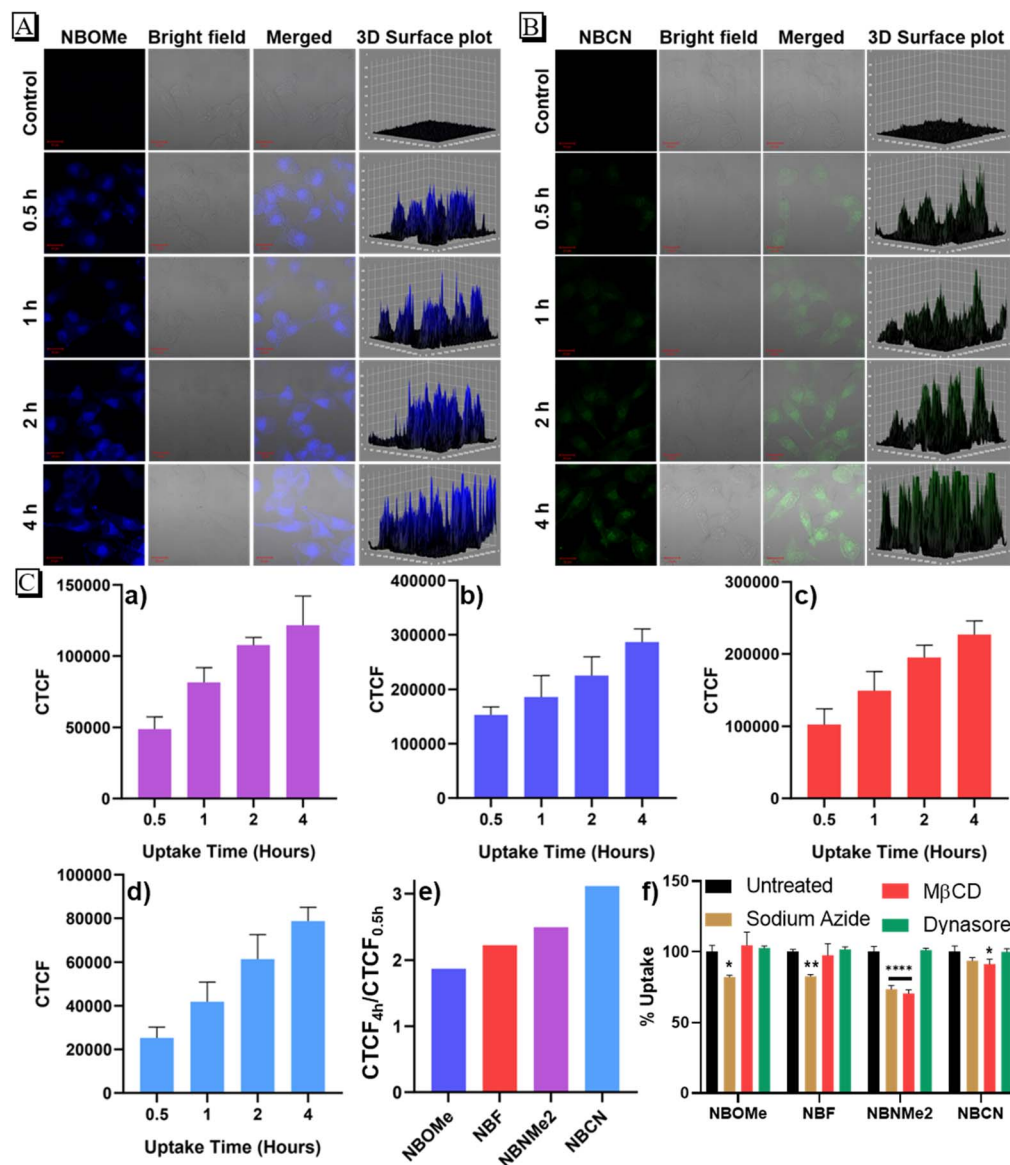 A
NBOMe Bright field Merged 3D Surface plot
Control
0.5 h
1 h
2 h
4 h
B
NBCN Bright field Merged 3D Surface plot
Control
0.5 h
1 h
2 h
4 h
C
a)
CTCF
150000
100000
50000
0
0.5 1 2 4
Uptake Time (Hours)
b)
CTCF
400000
300000
200000
100000
0
0.5 1 2 4
Uptake Time (Hours)
c)
CTCF
300000
200000
100000
0
0.5 1 2 4
Uptake Time (Hours)
d)
CTCF
100000
80000
60000
40000
20000
0
0.5 1 2 4
Uptake Time (Hours)
e)
CTCF4h/CTCF0.5h
3
2
1
0
NBOMe NBF NBNMe2 NBCN
f)
Untreated MβCD
Sodium Azide Dynasore
% Uptake
150
100
50
0
* ** **** *
NBOMe NBF NBNMe2 NBCN